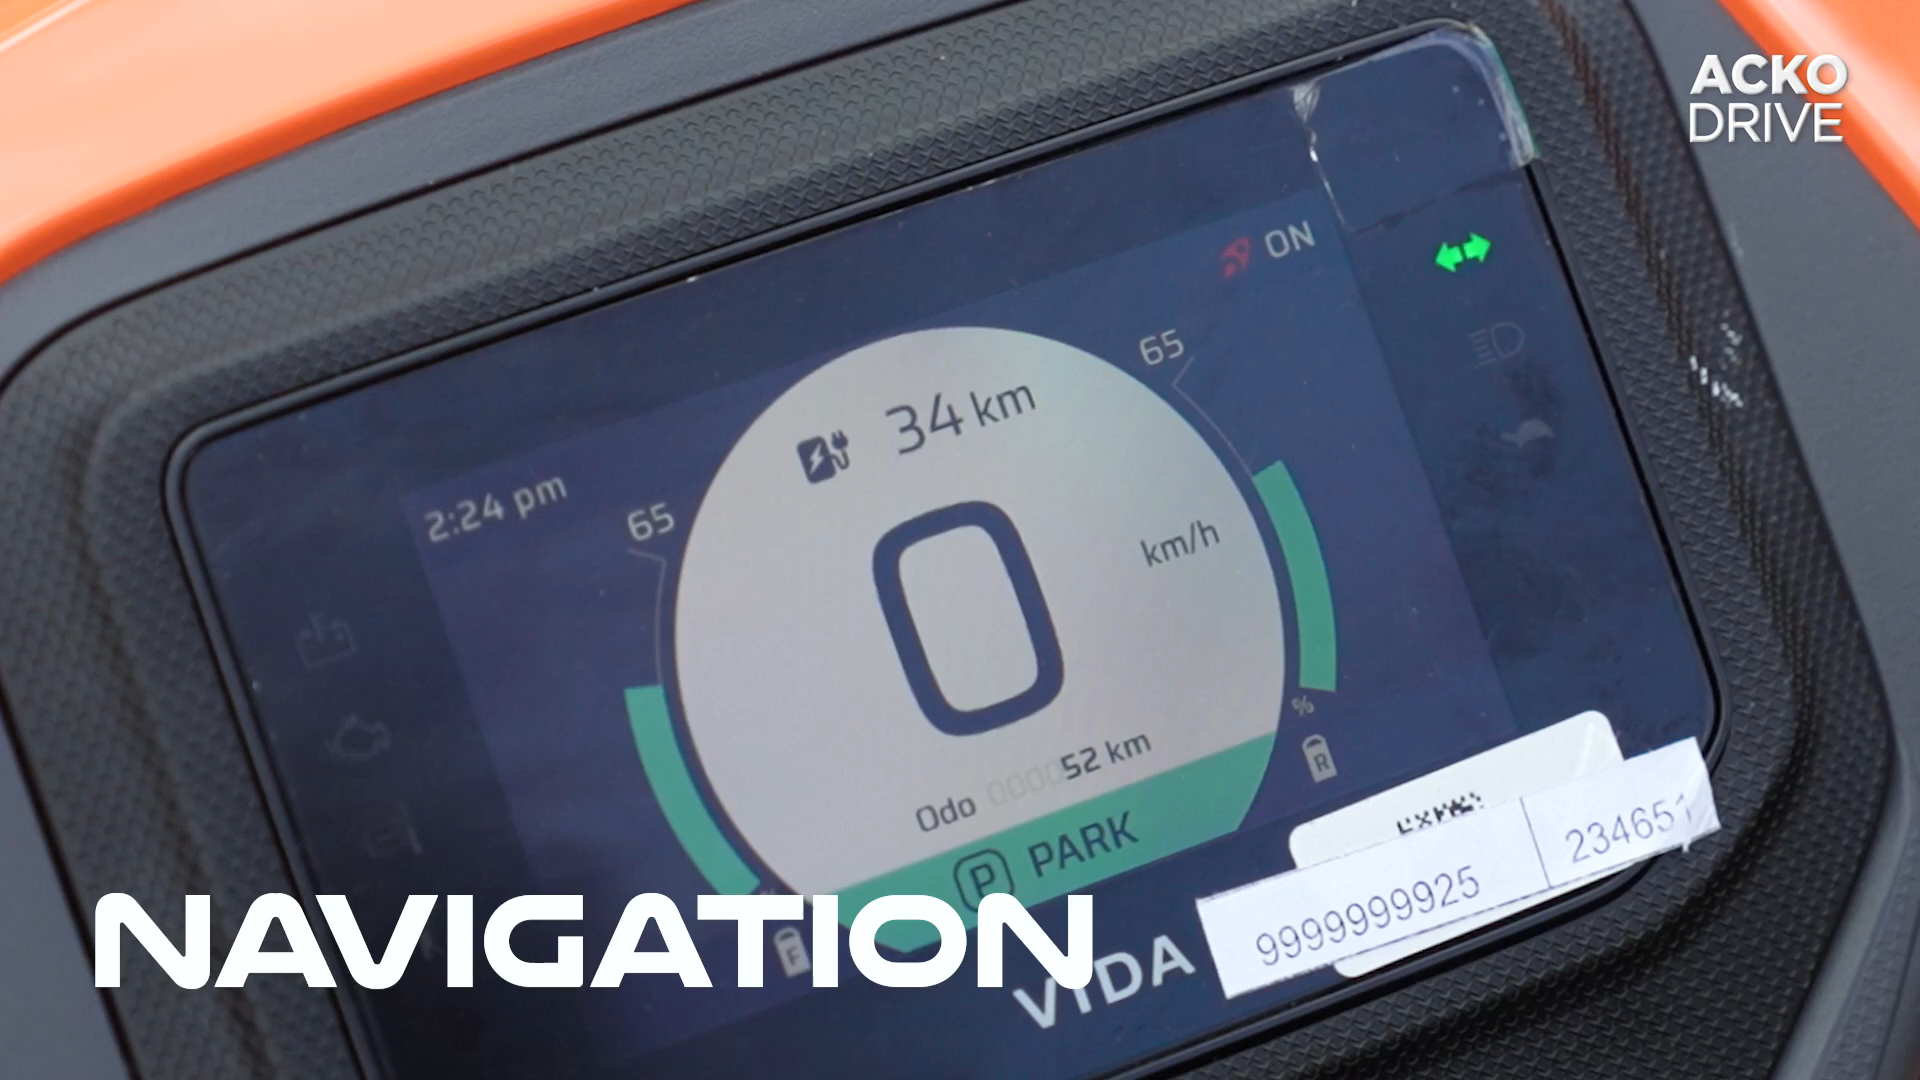 ACKO
DRIVE
ON
65
34 km
2:24 pm
65
km/h
0
%
Odo 000052 km
R
P PARK
F
NAVIGATION
VIDA
9999999925
234651